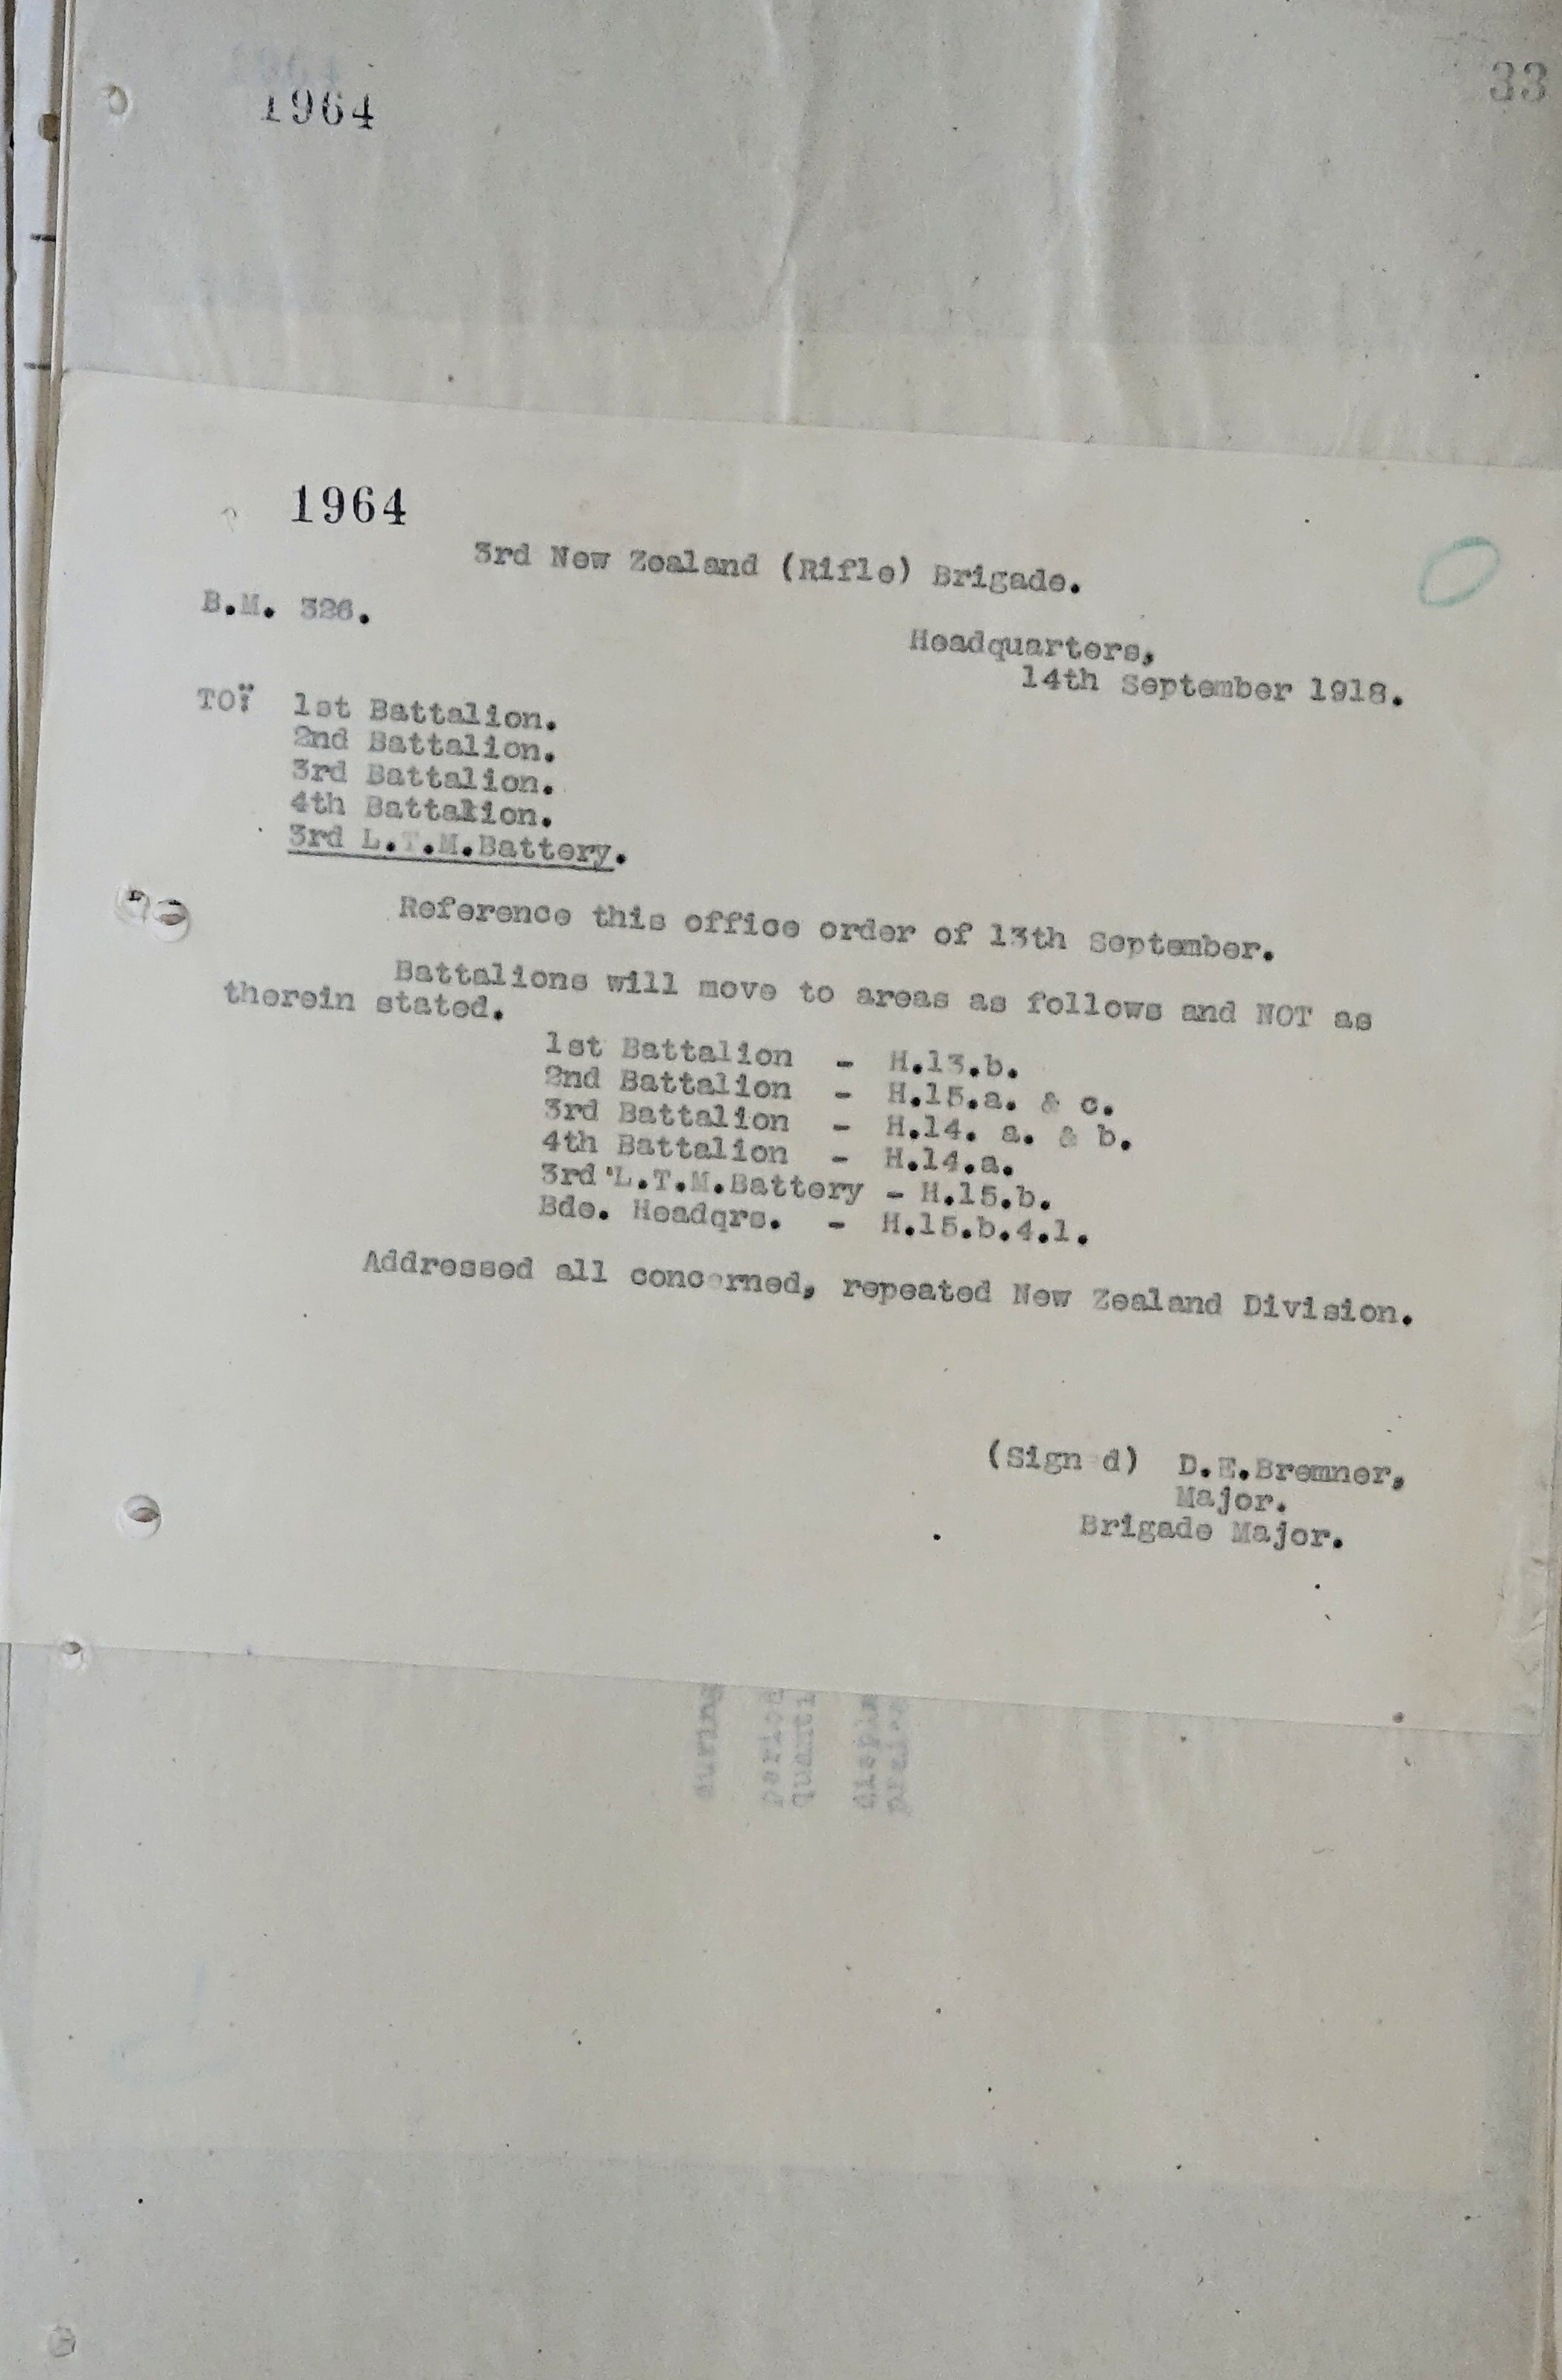 1964
33
1964
3rd New Zealand (Rifle) Brigade.
B.M. 326.
Headquarters,
14th September 1918.
TO: 1st Battalion.
2nd Battalion.
3rd Battalion.
4th Battalion.
3rd L.T.M.Battery.
Reference this office order of 13th September.
Battalions will move to areas as follows and NOT as
therein stated.
1st Battalion - H.13.b.
2nd Battalion - H.15.a. & c.
3rd Battalion - H.14. a. & b.
4th Battalion - H.14.a.
3rd L.T.M.Battery - H.15.b.
Bde. Headqrs. - H.15.b.4.1.
Addressed all concerned, repeated New Zealand Division.
(Signed) D.E.Bremner,
Major.
Brigade Major.
during